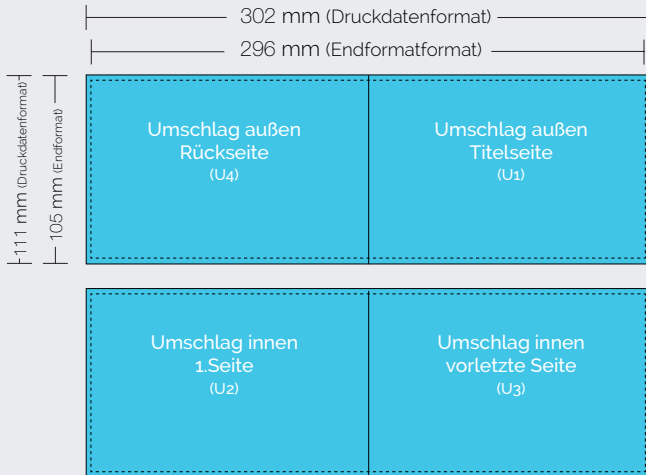 302 mm (Druckdatenformat)
296 mm (Endformatformat)
111 mm (Druckdatenformat)
105 mm (Endformat)
Umschlag außen
Rückseite
(U4)
Umschlag außen
Titelseite
(U1)
Umschlag innen
1.Seite
(U2)
Umschlag innen
vorletzte Seite
(U3)